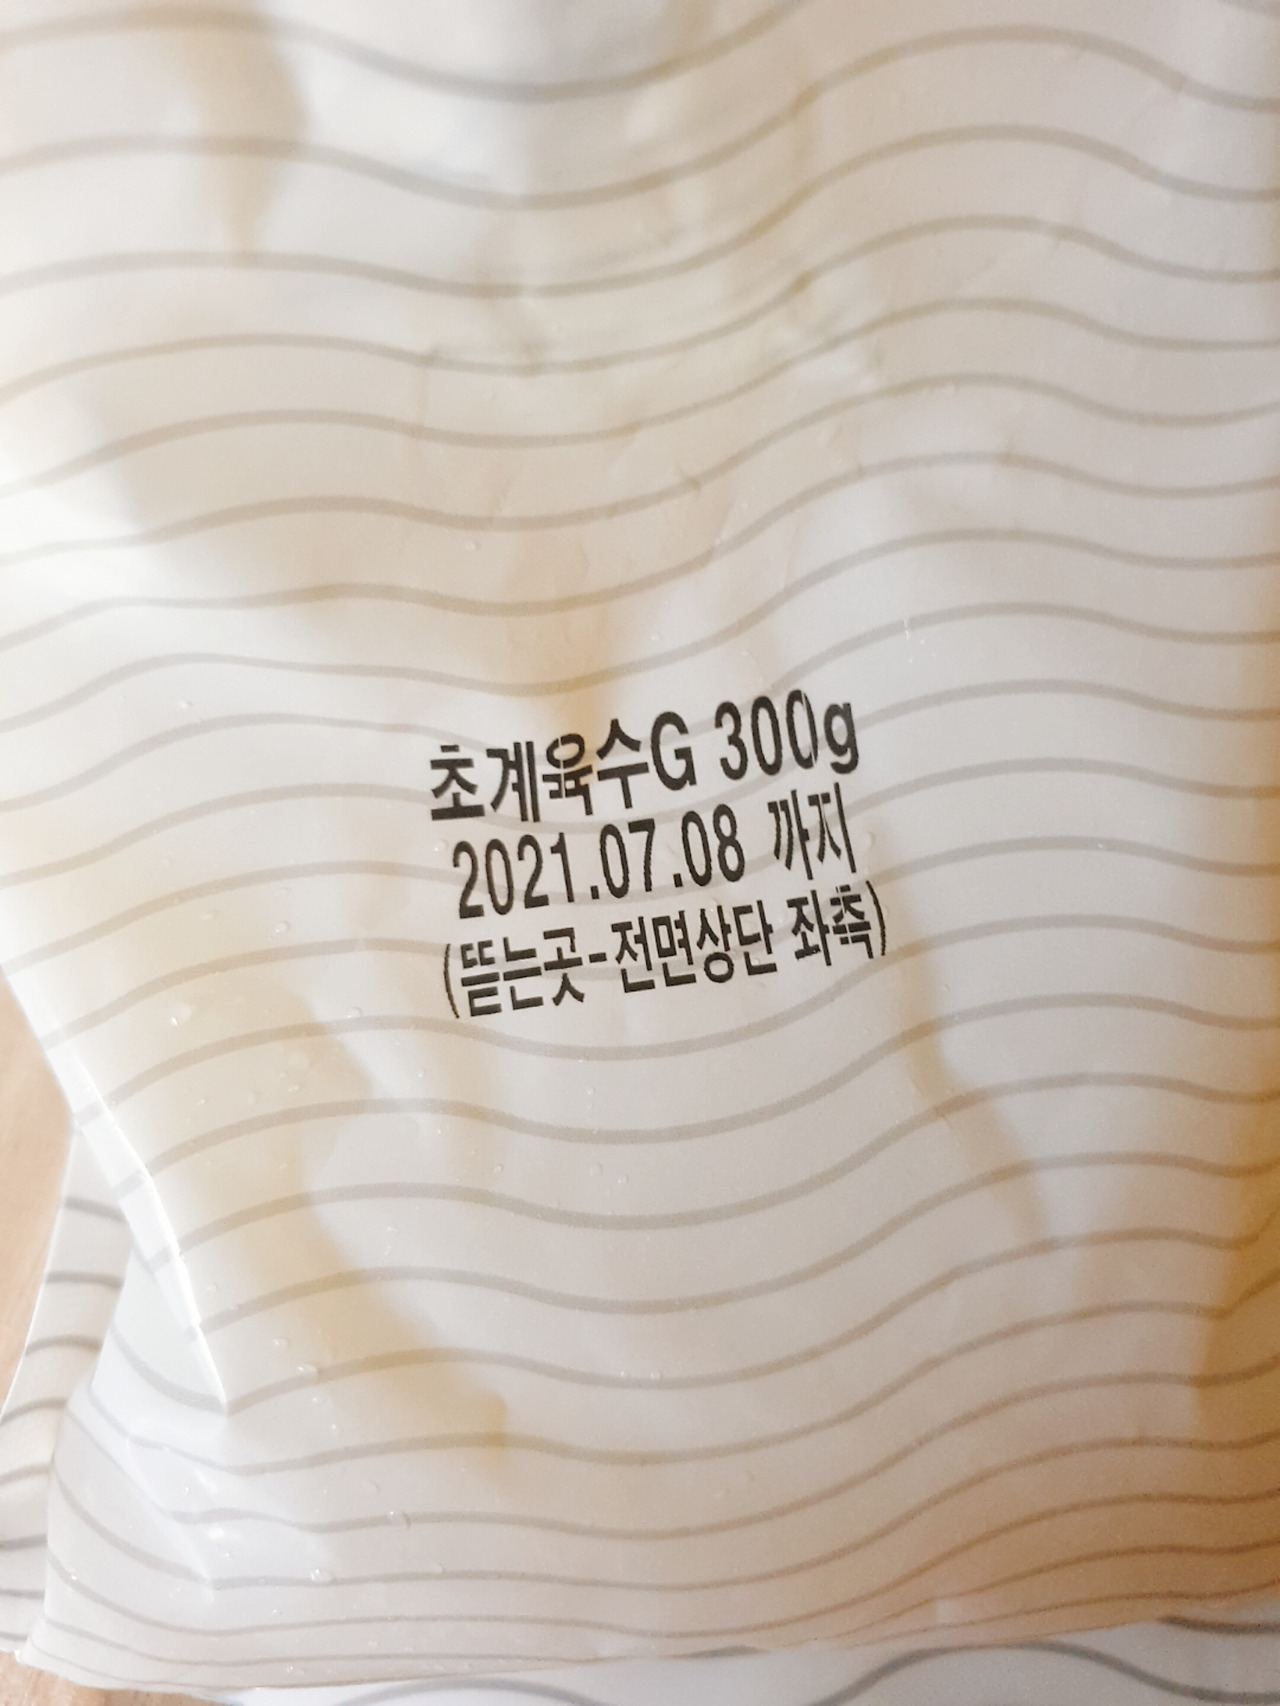 초계육수G 300g
2021.07.08 까지
(뜯는곳-전면상단 좌측)